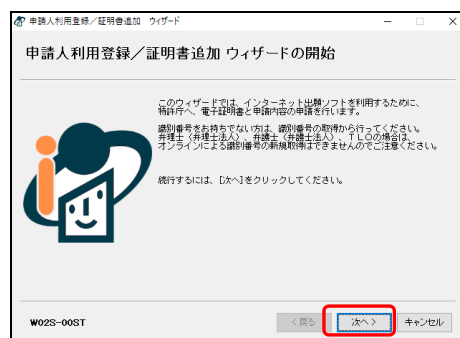 申請人利用登録／証明書追加 ウィザード
申請人利用登録／証明書追加 ウィザードの開始
このウィザードでは、インターネット出願ソフトを利用するために、
特許庁へ、電子証明書と申請内容の申請を行います。
識別番号をお持ちでない方は、識別番号の取得から行ってください。
弁理士（弁理士法人）、弁護士（弁護士法人）、ＴＬＯの場合は、
オンラインによる識別番号の新規取得はできませんのでご注意ください。
続行するには、[次へ]をクリックしてください。
W02S-00ST
＜戻る 次へ＞ キャンセル